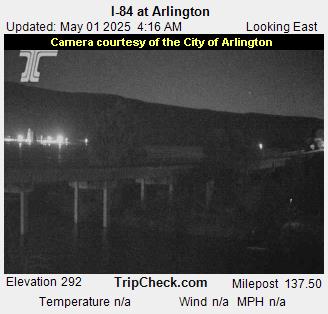 I-84 at Arlington
Updated: May 01 2025 4:16 AM Looking East
Camera courtesy of the City of Arlington
Elevation 292 TripCheck.com Milepost 137.50
Temperature n/a Wind n/a MPH n/a